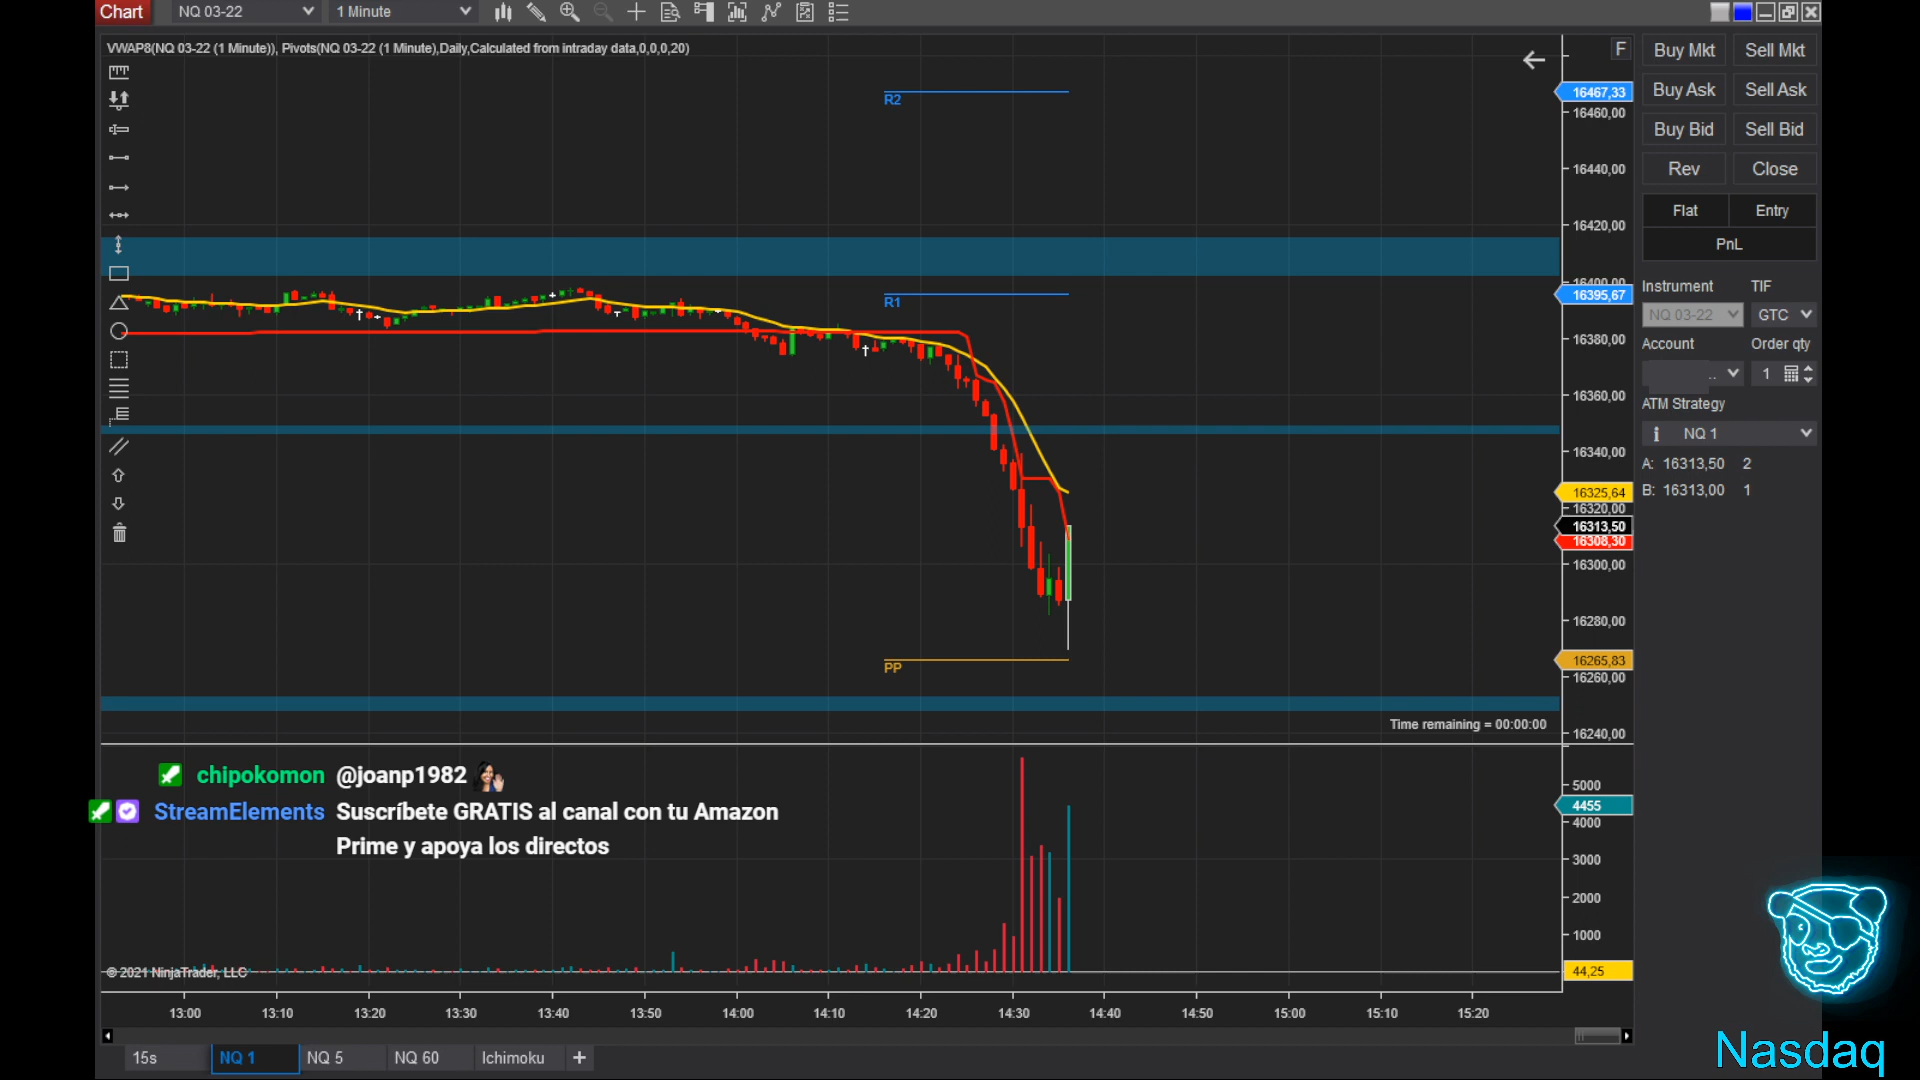 Chart NQ 03-22 1 Minute
VWAP8(NQ 03-22 (1 Minute)), Pivots(NQ 03-22 (1 Minute),Daily,Calculated from intraday data,0,0,0,20)
F
Buy Mkt Sell Mkt
Buy Ask Sell Ask
Buy Bid Sell Bid
Rev Close
Flat Entry
PnL
Instrument TIF
NQ 03-22 GTC
Account Order qty
.. 1
ATM Strategy
NQ 1
A: 16313,50 2
B: 16313,00 1
R2
R1
PP
16467,33
16460,00
16440,00
16420,00
16400,00
16395,67
16380,00
16360,00
16340,00
16325,64
16320,00
16313,50
16308,30
16300,00
16280,00
16265,83
16260,00
16240,00
Time remaining = 00:00:00
chipokomon @joanp1982
StreamElements Suscríbete GRATIS al canal con tu Amazon
Prime y apoya los directos
5000
4455
4000
3000
2000
1000
44,25
© 2021 NinjaTrader, LLC
13:00 13:10 13:20 13:30 13:40 13:50 14:00 14:10 14:20 14:30 14:40 14:50 15:00 15:10 15:20
15s NQ 1 NQ 5 NQ 60 Ichimoku +
Nasdaq